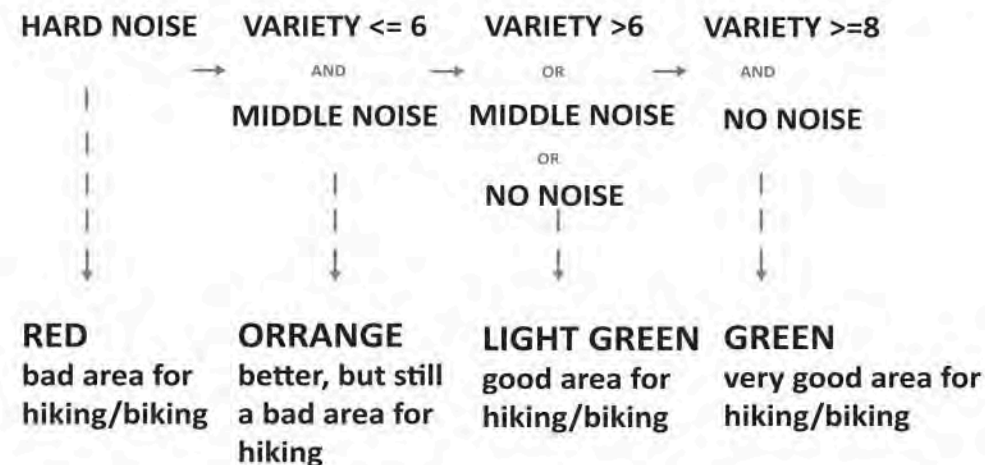 HARD NOISE
VARIETY <= 6
AND
MIDDLE NOISE
VARIETY >6
OR
MIDDLE NOISE
OR
NO NOISE
VARIETY >=8
AND
NO NOISE
RED
bad area for
hiking/biking
ORRANGE
better, but still
a bad area for
hiking
LIGHT GREEN
good area for
hiking/biking
GREEN
very good area for
hiking/biking